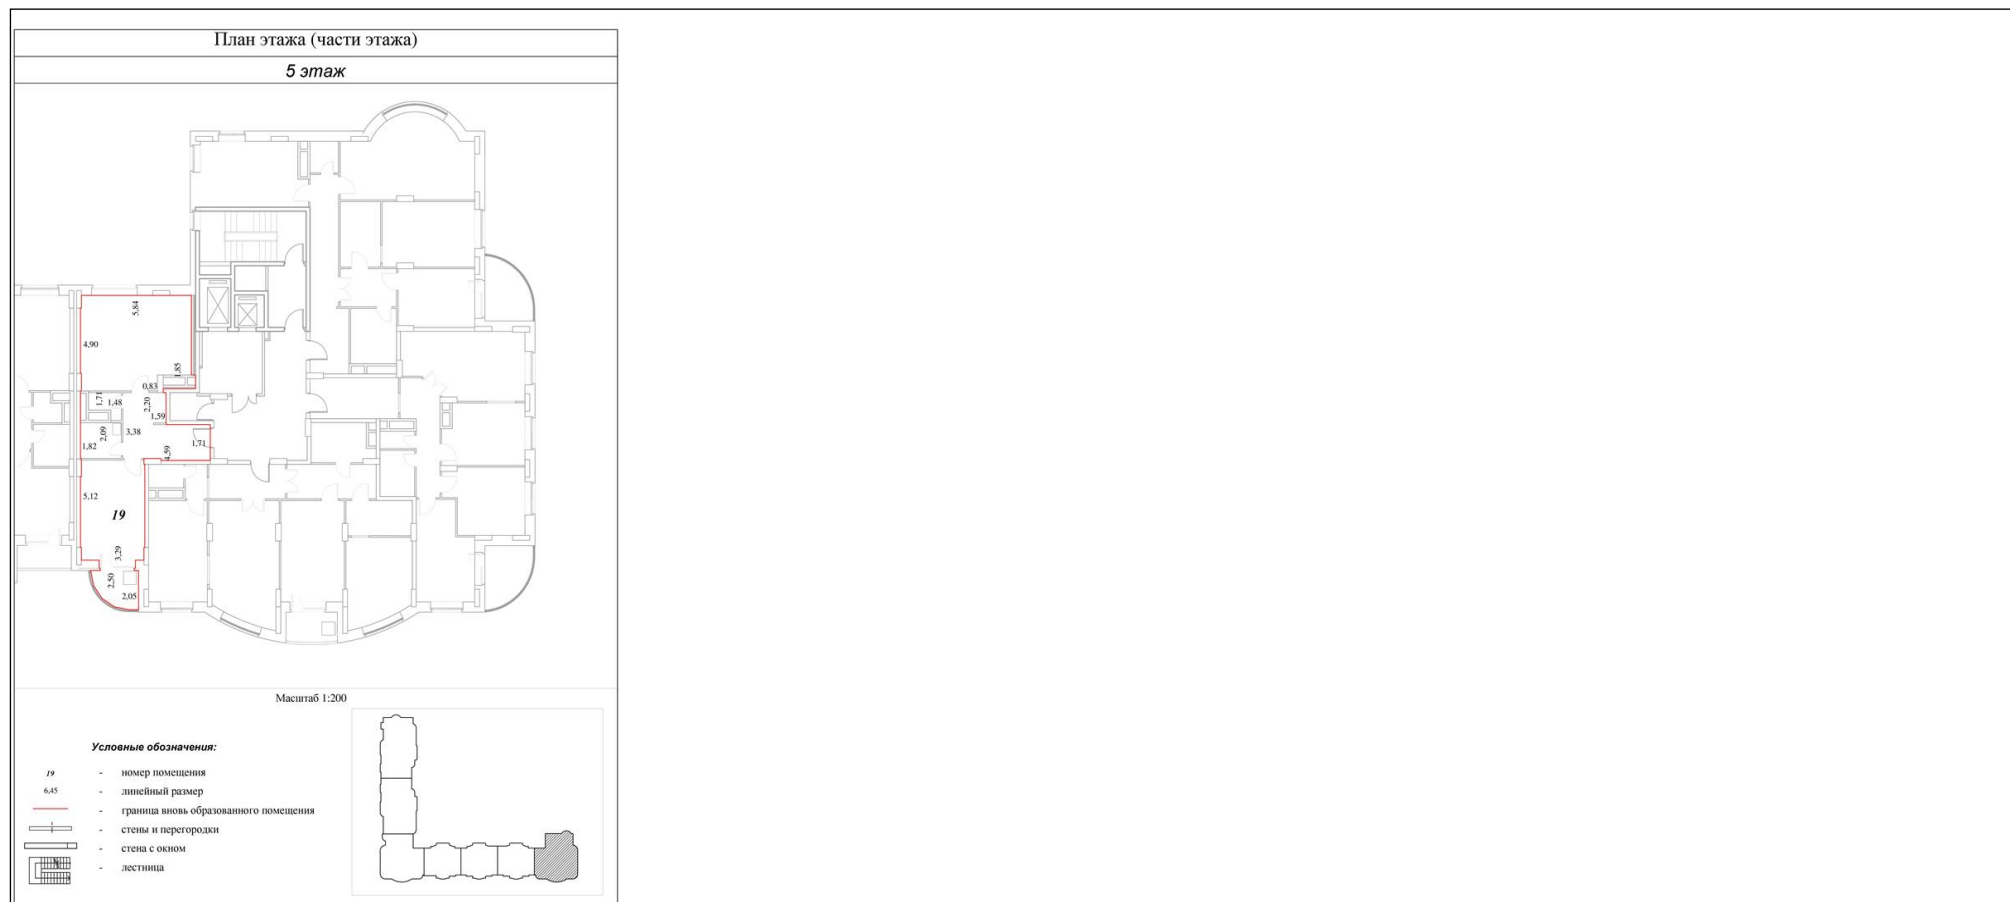 План этажа (части этажа)
5 этаж
5,84
4,90
1,85
0,83
1,71
1,48
2,20
1,59
3,38
2,09
1,82
1,71
4,59
5,12
19
3,29
2,50
2,05
Масштаб 1:200
Условные обозначения:
19 - номер помещения
6,45 - линейный размер
- граница вновь образованного помещения
- стены и перегородки
- стена с окном
- лестница